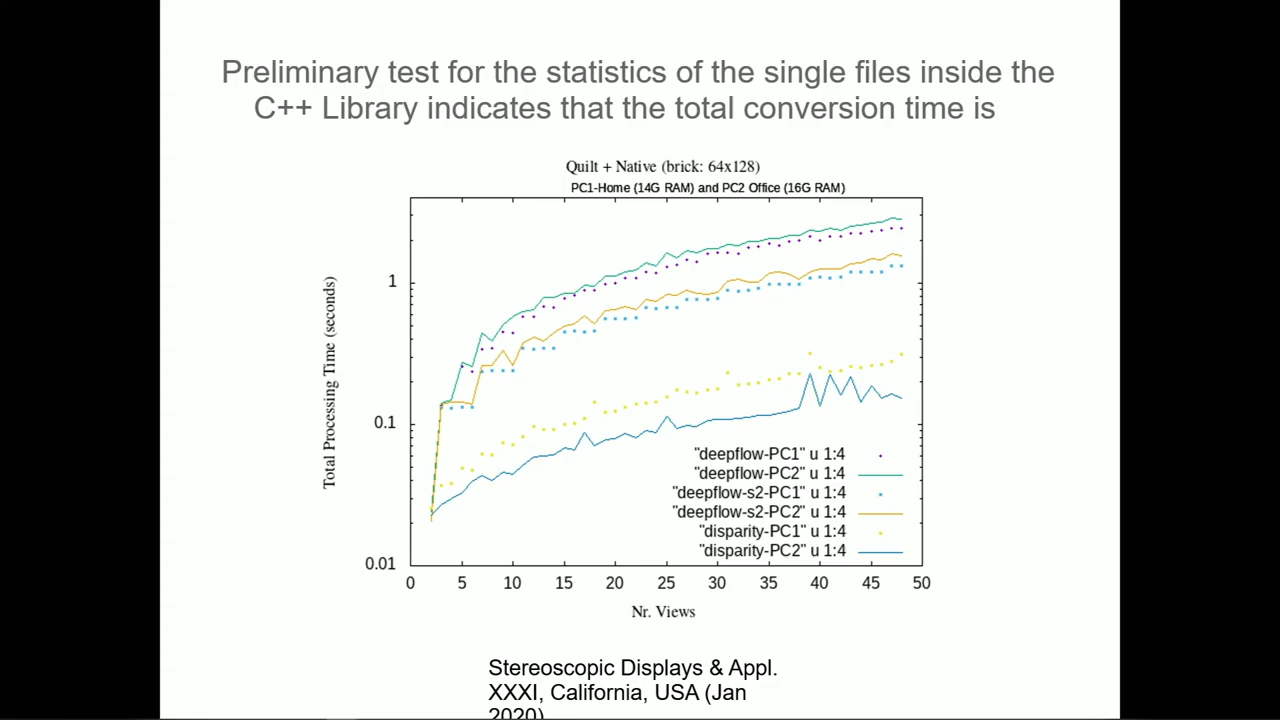 Preliminary test for the statistics of the single files inside the
C++ Library indicates that the total conversion time is
Quilt + Native (brick: 64x128)
PC1-Home (14G RAM) and PC2 Office (16G RAM)
Total Processing Time (seconds)
1
0.1
0.01
"deepflow-PC1" u 1:4
"deepflow-PC2" u 1:4
"deepflow-s2-PC1" u 1:4
"deepflow-s2-PC2" u 1:4
"disparity-PC1" u 1:4
"disparity-PC2" u 1:4
0 5 10 15 20 25 30 35 40 45 50
Nr. Views
Stereoscopic Displays & Appl.
XXXI, California, USA (Jan
2020)